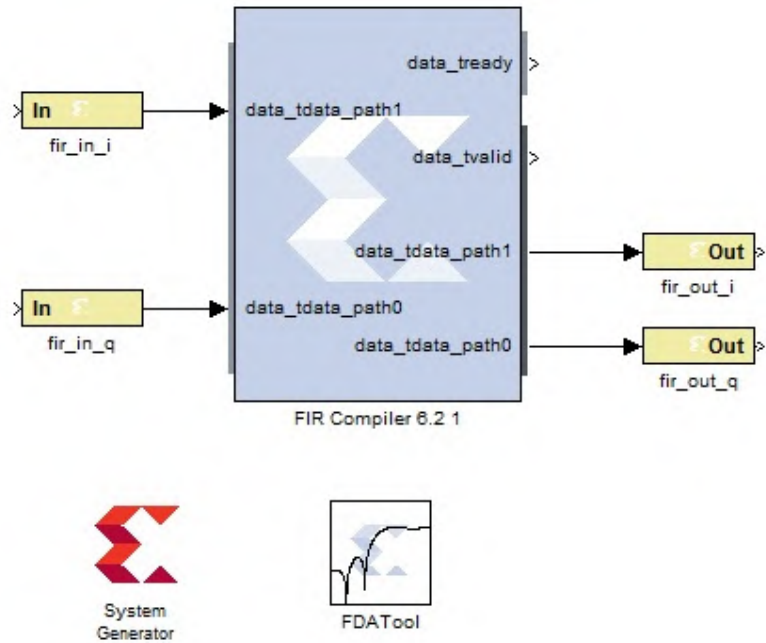 data_tready
In
data_tdata_path1
fir_in_i
data_tvalid
data_tdata_path1
Out
fir_out_i
In
data_tdata_path0
fir_in_q
data_tdata_path0
Out
fir_out_q
FIR Compiler 6.2 1
System
Generator
FDATool